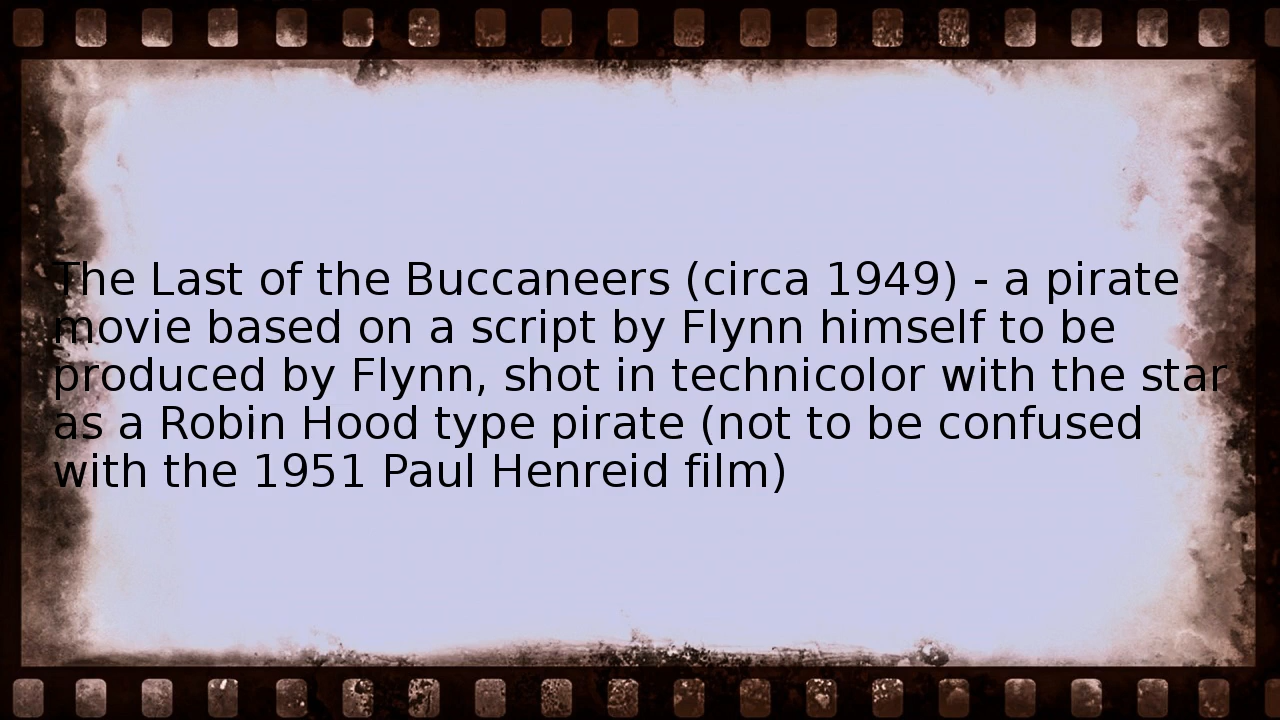 The Last of the Buccaneers (circa 1949) - a pirate
movie based on a script by Flynn himself to be
produced by Flynn, shot in technicolor with the star
as a Robin Hood type pirate (not to be confused
with the 1951 Paul Henreid film)